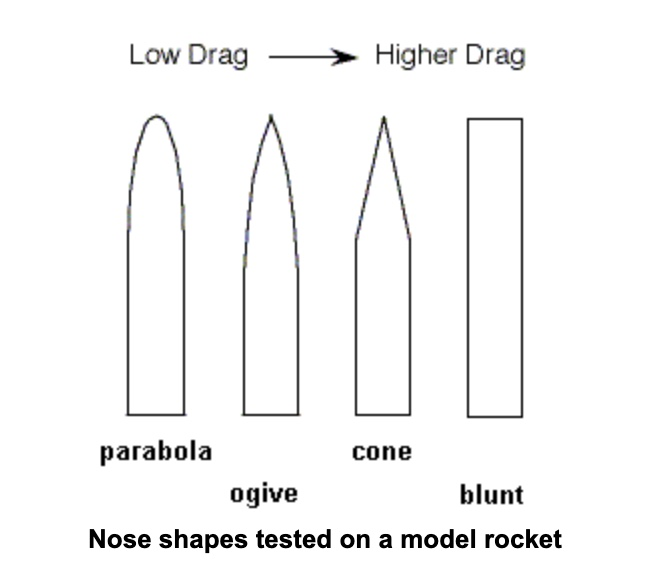 Low Drag Higher Drag
parabola cone
ogive blunt
Nose shapes tested on a model rocket